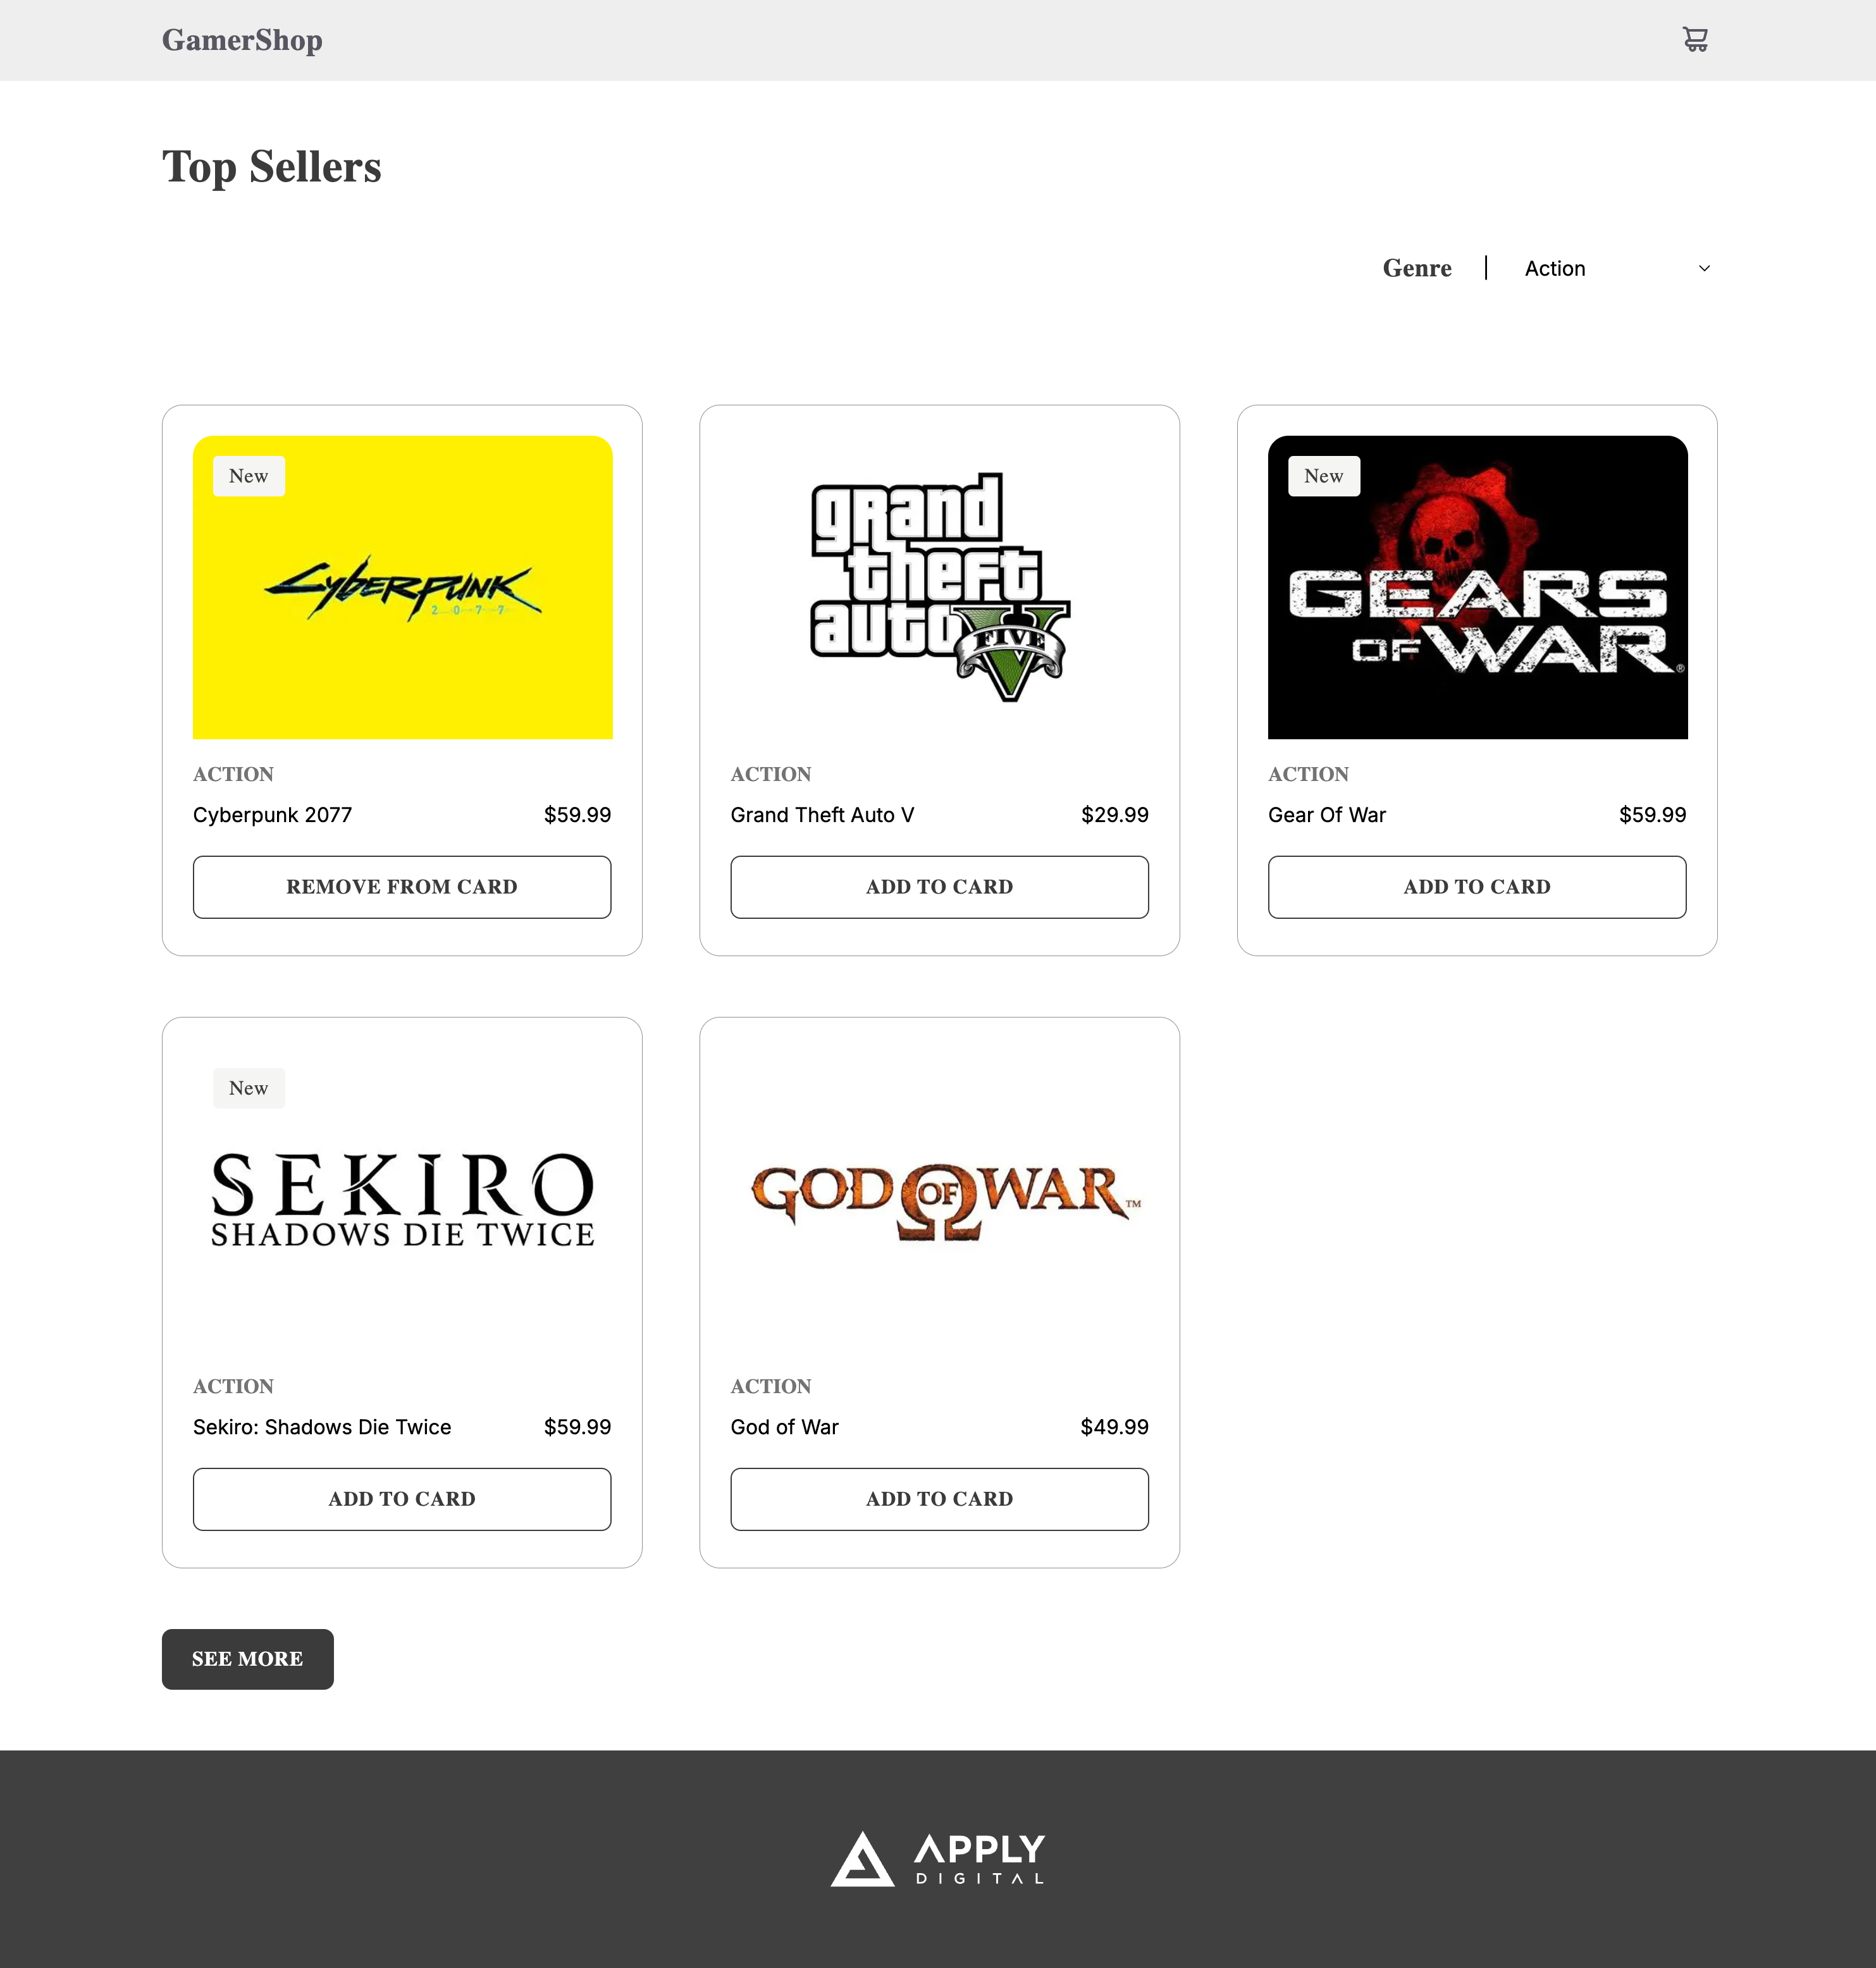 GamerShop
Top Sellers
Genre | Action
New
CYBERPUNK
2077
ACTION
Cyberpunk 2077 $59.99
REMOVE FROM CARD
grand
theft
auto
V
FIVE
ACTION
Grand Theft Auto V $29.99
ADD TO CARD
New
GEARS
OF WAR®
ACTION
Gear Of War $59.99
ADD TO CARD
New
SEKIRO
SHADOWS DIE TWICE
ACTION
Sekiro: Shadows Die Twice $59.99
ADD TO CARD
GOD OF WAR™
ACTION
God of War $49.99
ADD TO CARD
SEE MORE
APPLY
DIGITAL